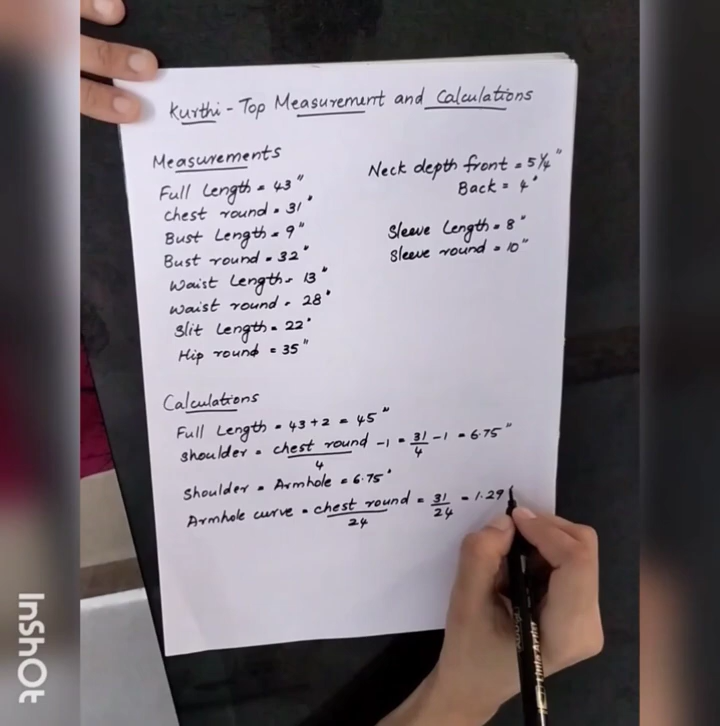 Kurthi - Top Measurement and Calculations
Measurements
Full Length = 43"
Chest round = 31"
Bust Length = 9"
Bust round = 32"
Waist Length = 13"
Waist round = 28"
Slit Length = 22"
Hip round = 35"
Neck depth front = 5 1/4"
Back = 4"
Sleeve Length = 8"
Sleeve round = 10"
Calculations
Full Length = 43 + 2 = 45"
Shoulder = chest round/4 - 1 = 31/4 - 1 = 6.75"
Shoulder = Armhole = 6.75"
Armhole curve = chest round/24 = 31/24 = 1.29
InShOt